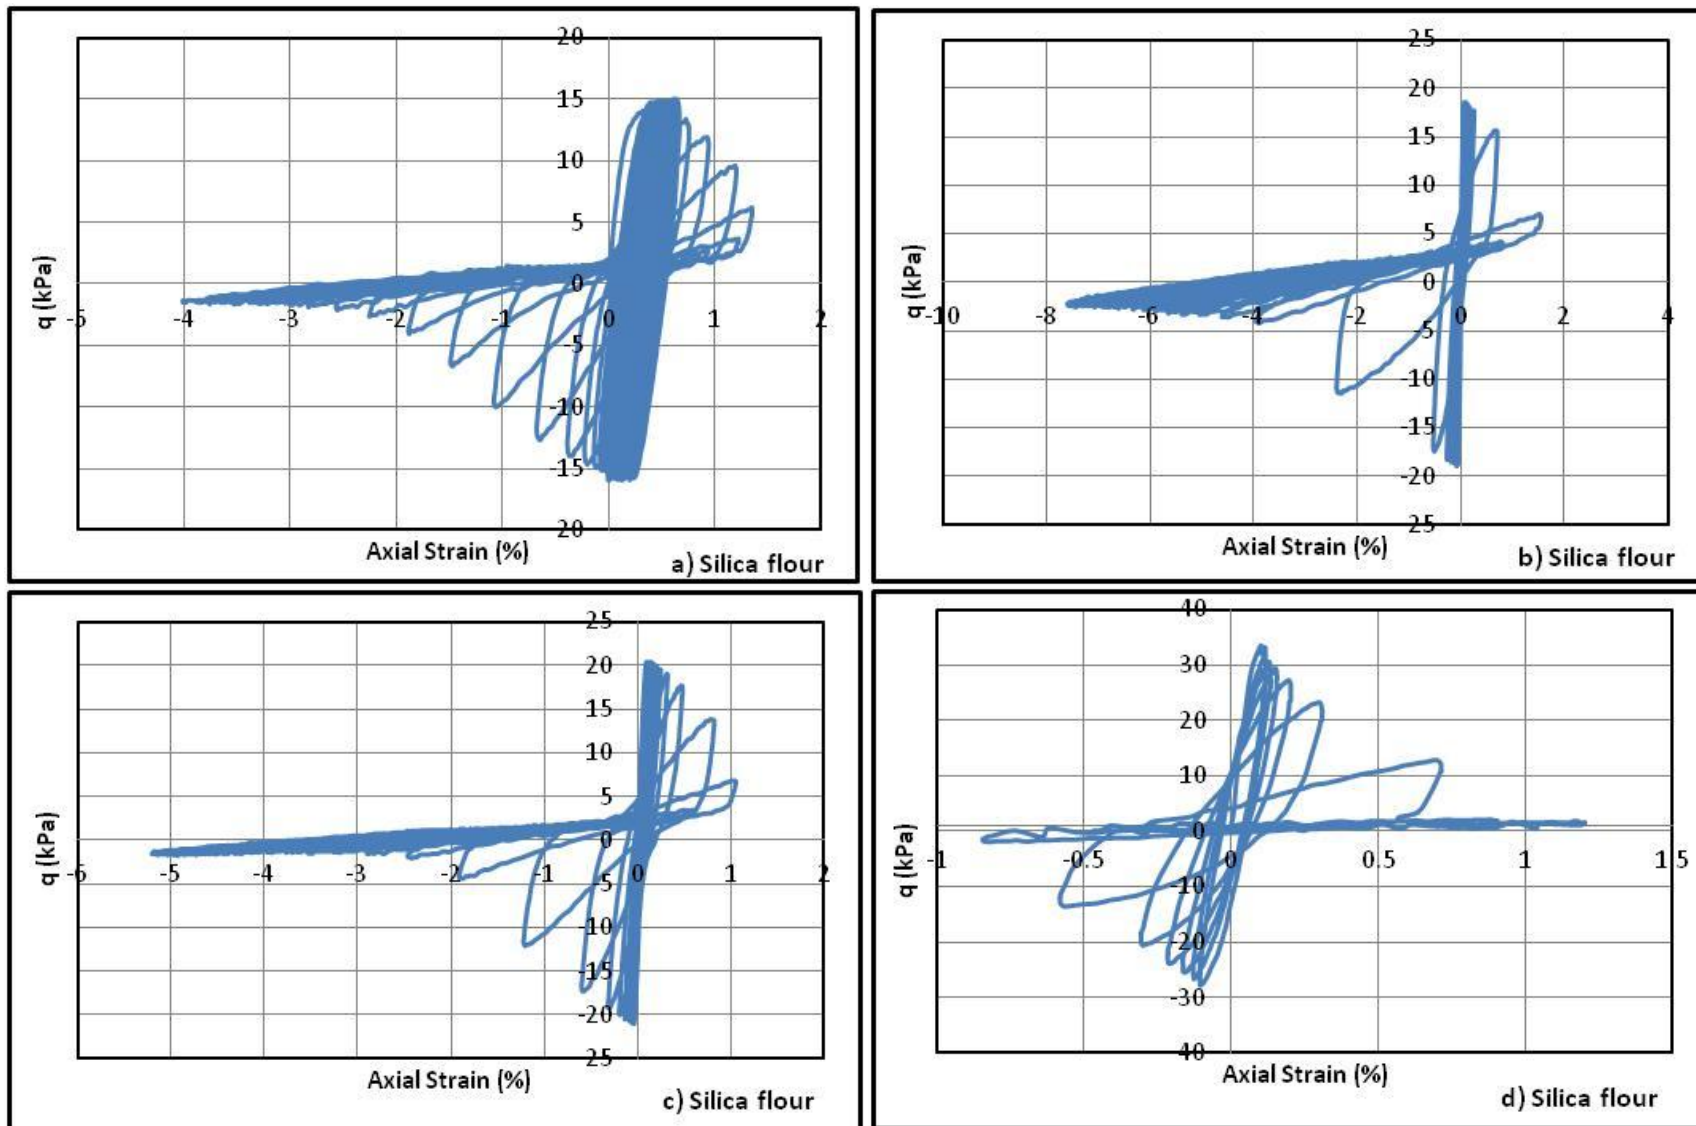 20
15
10
5
0
-5 -4 -3 -2 -1 0 1 2
-5
-10
-15
20
q (kPa)
Axial Strain (%)
a) Silica flour
25
20
15
10
5
0
-10 -8 -6 -4 -2 0 2 4
-5
-10
-15
-20
25
q (kPa)
Axial Strain (%)
b) Silica flour
25
20
15
10
5
0
-6 -5 -4 -3 -2 -1 0 1 2
-5
-10
-15
-20
25
q (kPa)
Axial Strain (%)
c) Silica flour
40
30
20
10
0
-1 -0.5 0 0.5 1 15
-10
-20
-30
40
q (kPa)
Axial Strain (%)
d) Silica flour